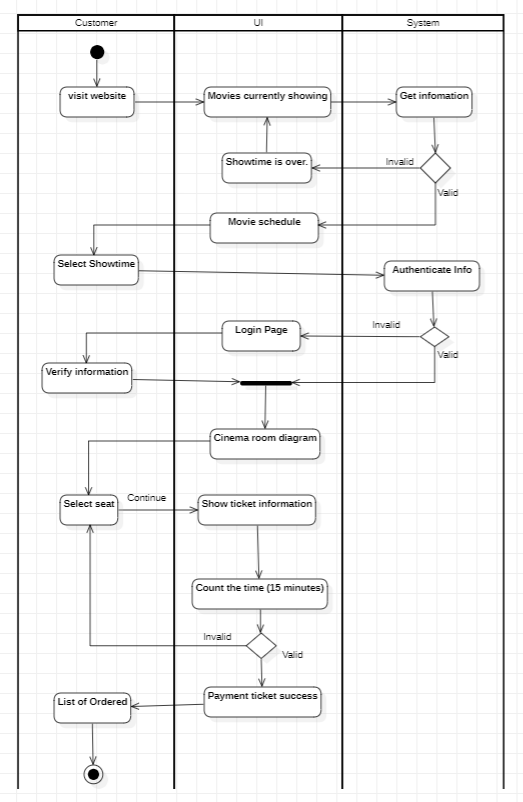 Customer UI System
visit website Movies currently showing Get infomation
Showtime is over. Invalid
Valid
Movie schedule
Select Showtime Authenticate Info
Login Page Invalid
Valid
Verify information
Cinema room diagram
Select seat Continue Show ticket information
Count the time (15 minutes)
Invalid
Valid
List of Ordered Payment ticket success